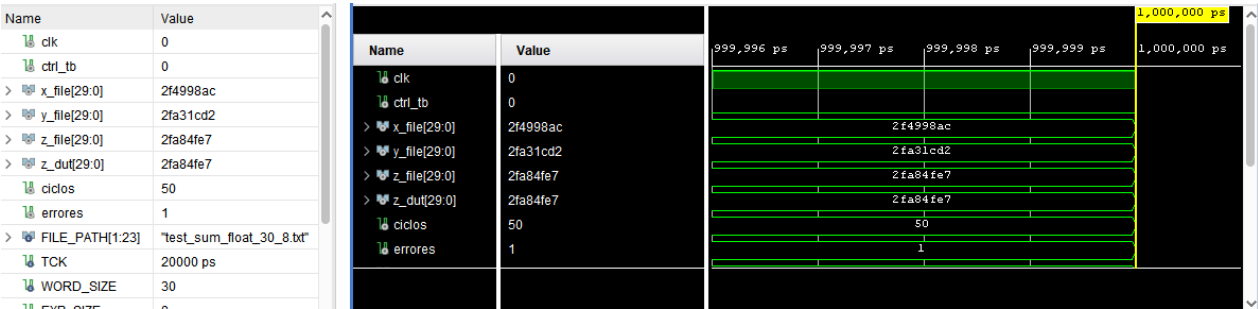 Name Value
clk 0
ctrl_tb 0
x_file[29:0] 2f4998ac
y_file[29:0] 2fa31cd2
z_file[29:0] 2fa84fe7
z_dut[29:0] 2fa84fe7
ciclos 50
errores 1
FILE_PATH[1:23] "test_sum_float_30_8.txt"
TCK 20000 ps
WORD_SIZE 30
1,000,000 ps
Name Value 999,996 ps 999,997 ps 999,998 ps 999,999 ps 1,000,000 ps
clk 0
ctrl_tb 0
x_file[29:0] 2f4998ac 2f4998ac
y_file[29:0] 2fa31cd2 2fa31cd2
z_file[29:0] 2fa84fe7 2fa84fe7
z_dut[29:0] 2fa84fe7 2fa84fe7
ciclos 50 50
errores 1 1